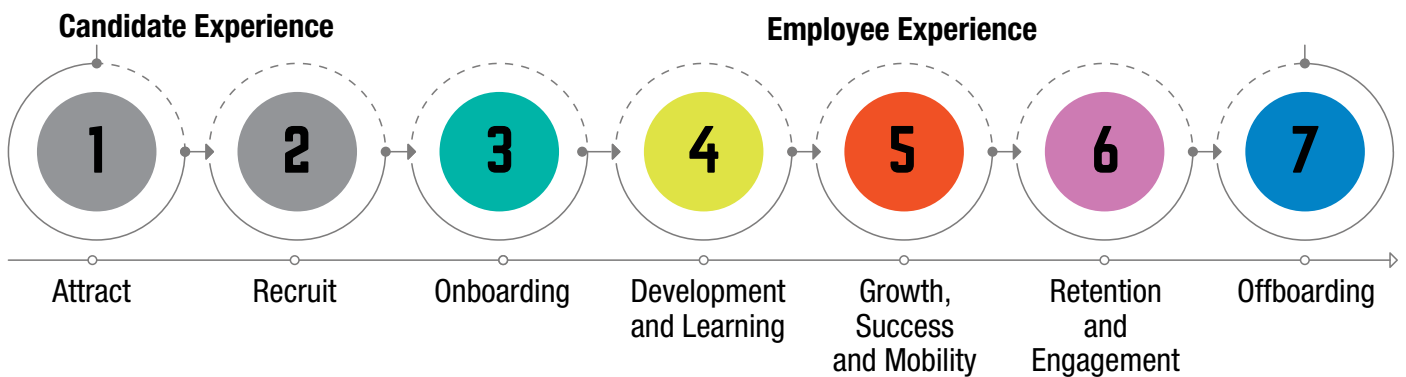 Candidate Experience
Employee Experience
1
2
3
4
5
6
7
Attract
Recruit
Onboarding
Development
and Learning
Growth,
Success
and Mobility
Retention
and
Engagement
Offboarding